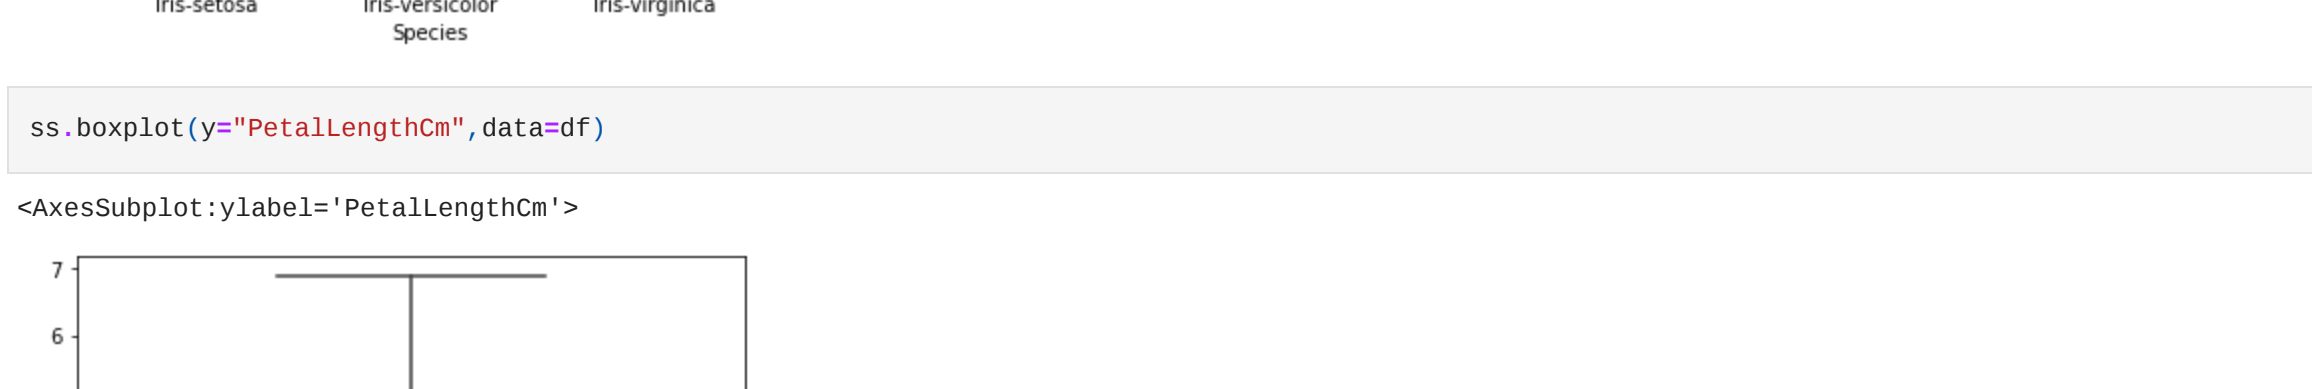 Iris-setosa Iris-versicolor Iris-virginica
Species
ss.boxplot(y="PetalLengthCm",data=df)
<AxesSubplot:ylabel='PetalLengthCm'>
7
6